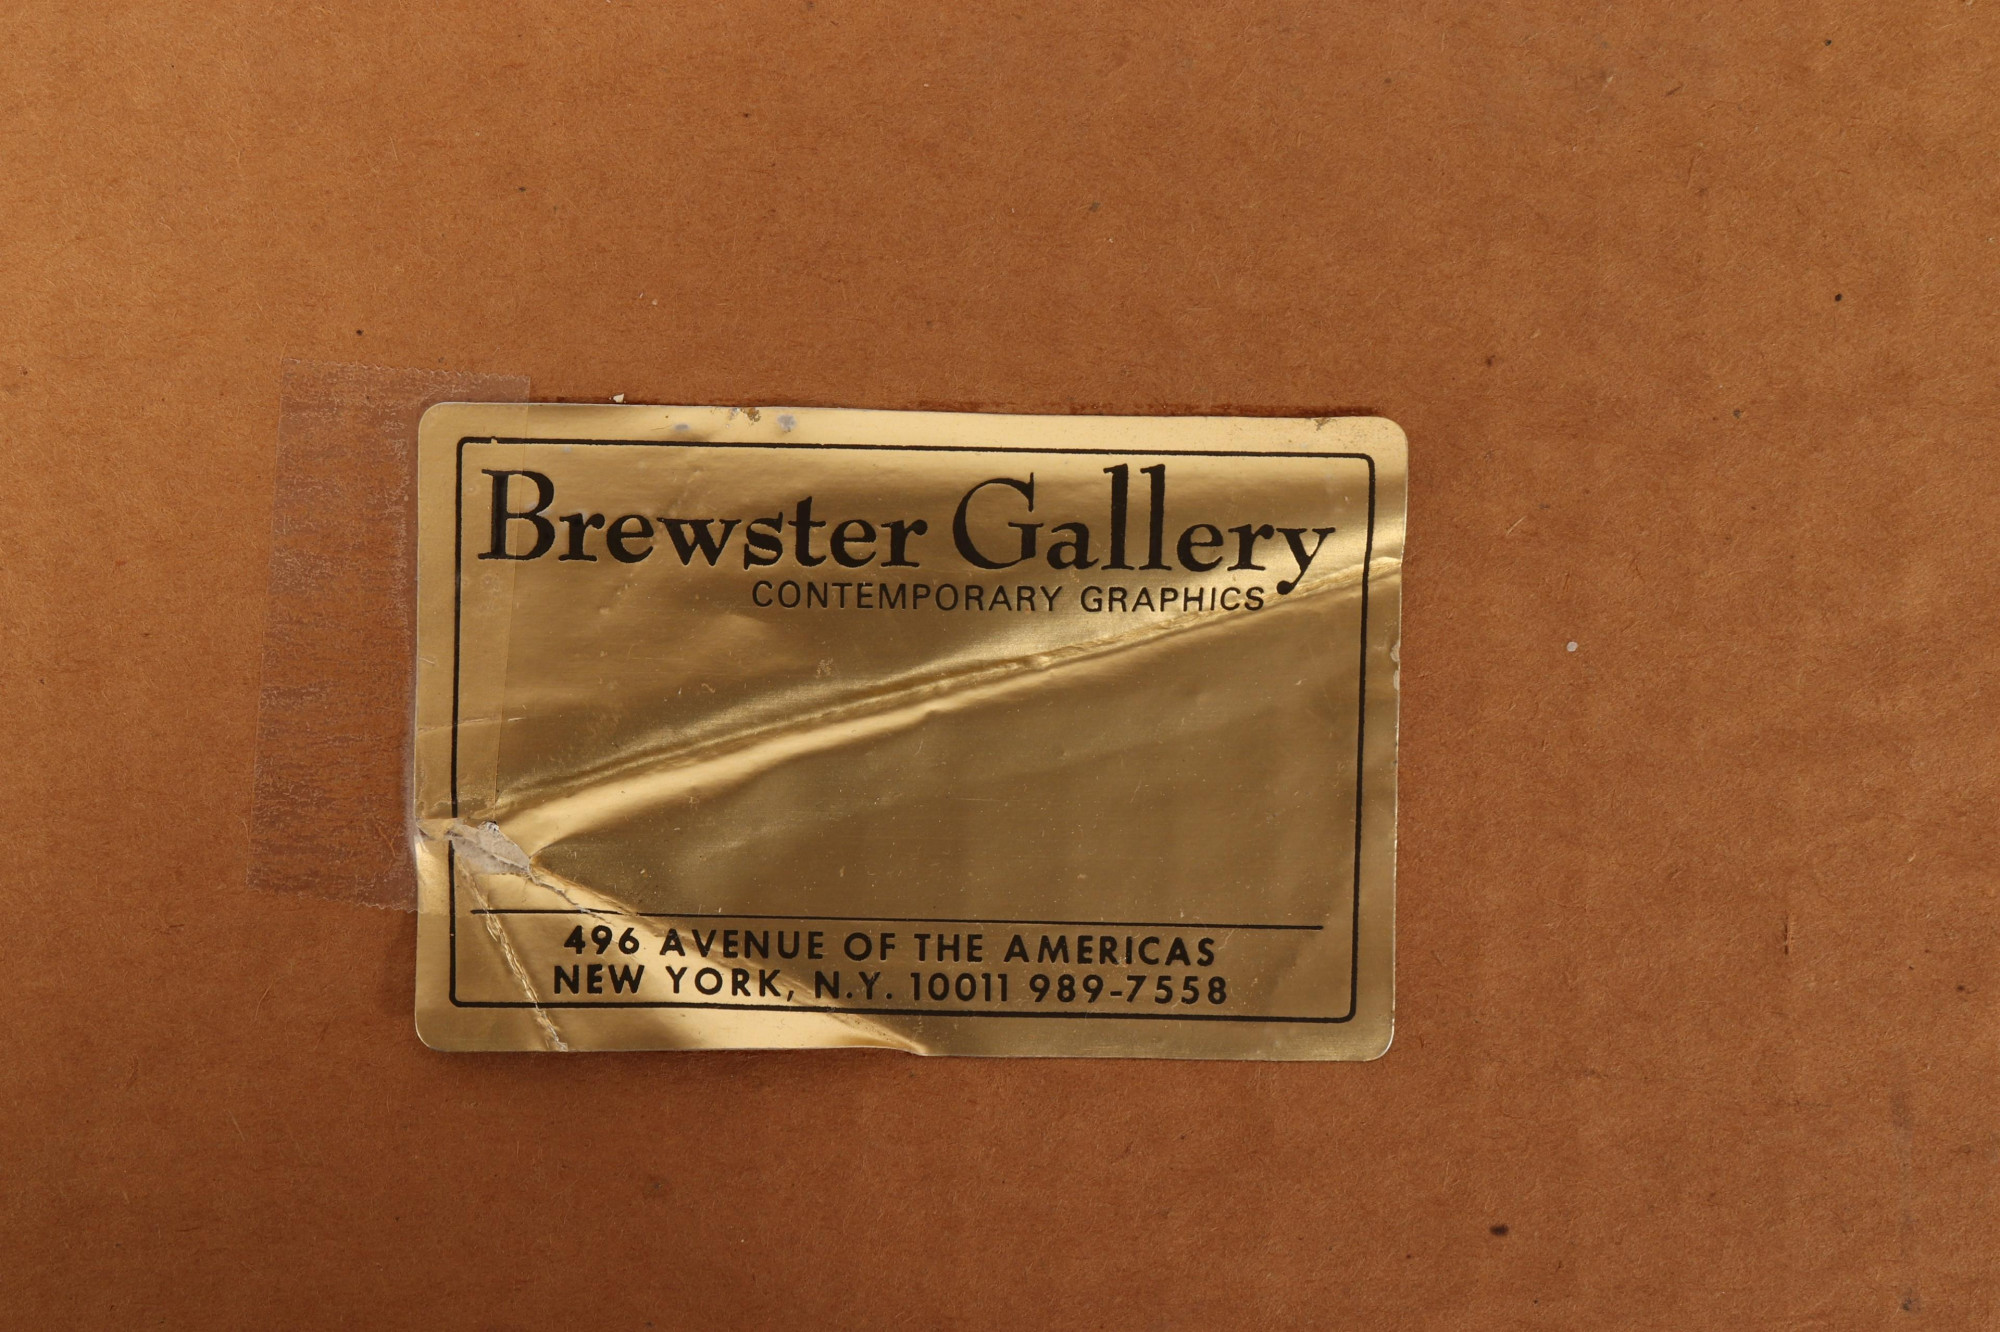 Brewster Gallery
CONTEMPORARY GRAPHICS
496 AVENUE OF THE AMERICAS
NEW YORK, N.Y. 10011 989-7558